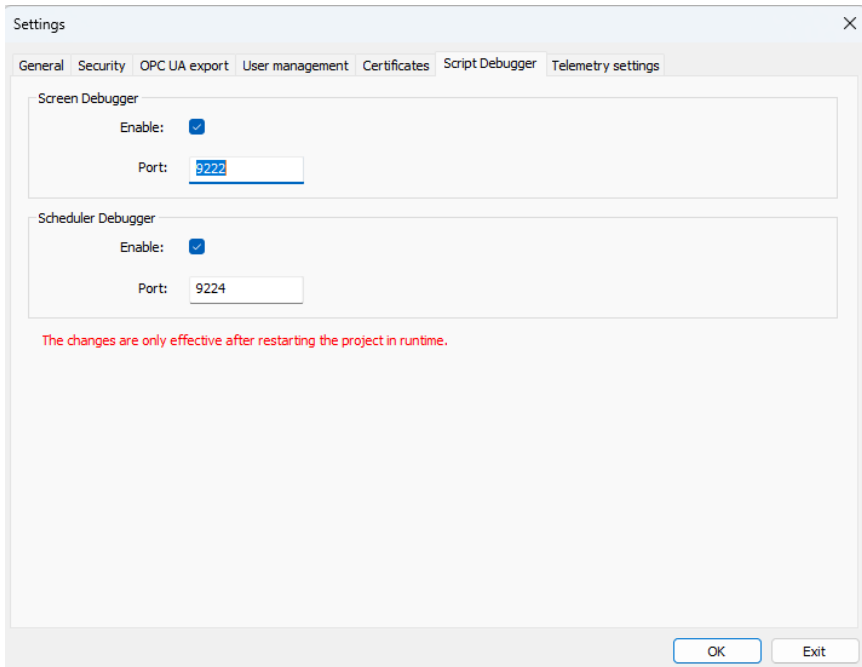 Settings
General Security OPC UA export User management Certificates Script Debugger Telemetry settings
Screen Debugger
Enable:
Port: 9222
Scheduler Debugger
Enable:
Port: 9224
The changes are only effective after restarting the project in runtime.
OK Exit